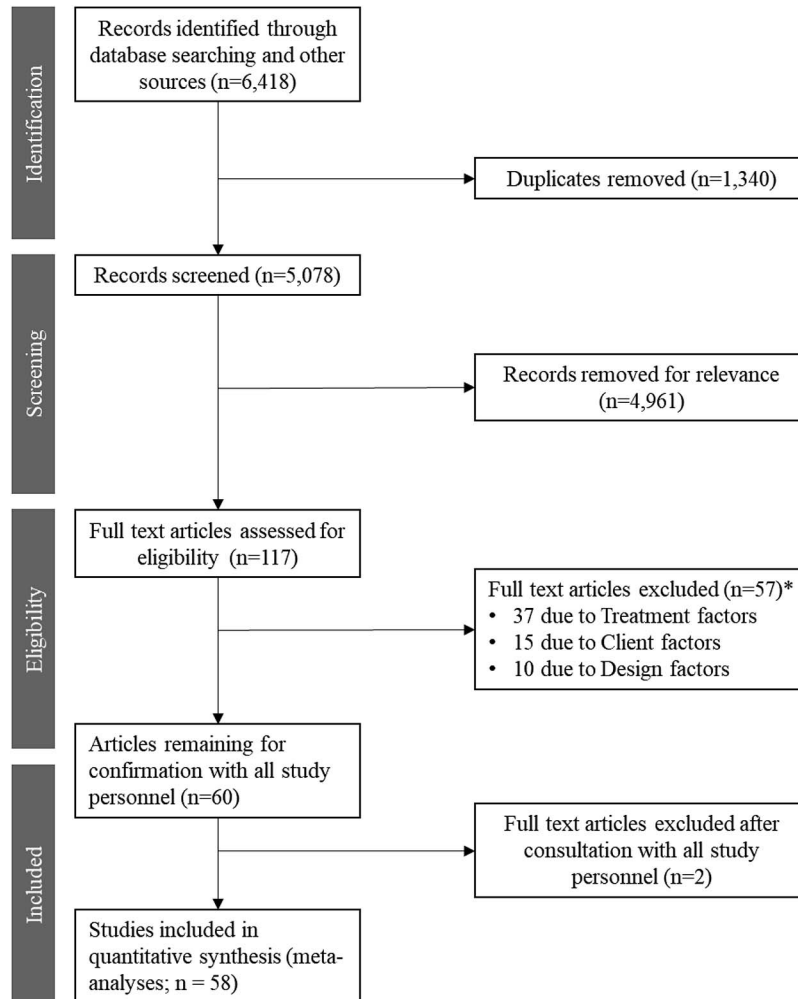 Identification
Records identified through
database searching and other
sources (n=6,418)
Duplicates removed (n=1,340)
Screening
Records screened (n=5,078)
Records removed for relevance
(n=4,961)
Eligibility
Full text articles assessed for
eligibility (n=117)
Full text articles excluded (n=57)*
• 37 due to Treatment factors
• 15 due to Client factors
• 10 due to Design factors
Articles remaining for
confirmation with all study
personnel (n=60)
Included
Full text articles excluded after
consultation with all study
personnel (n=2)
Studies included in
quantitative synthesis (meta-
analyses; n = 58)